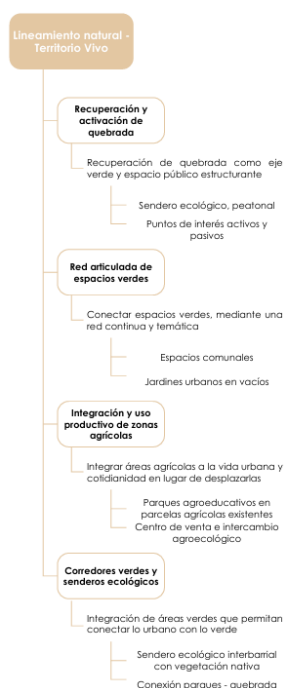 Lineamiento natural -
Territorio Vivo
Recuperación y
activación de
quebrada
Recuperación de quebrada como eje
verde y espacio público estructurante
Sendero ecológico, peatonal
Puntos de interés activos y
pasivos
Red articulada de
espacios verdes
Conectar espacios verdes, mediante una
red continua y temática
Espacios comunales
Jardines urbanos en vacíos
Integración y uso
productivo de zonas
agrícolas
Integrar áreas agrícolas a la vida urbana y
cotidianidad en lugar de desplazarlas
Parques agroeducativos en
parcelas agrícolas existentes
Centro de venta e intercambio
agroecológico
Corredores verdes y
senderos ecológicos
Integración de áreas verdes que permitan
conectar lo urbano con lo verde
Sendero ecológico interbarrial
con vegetación nativa
Conexión parques - quebrada